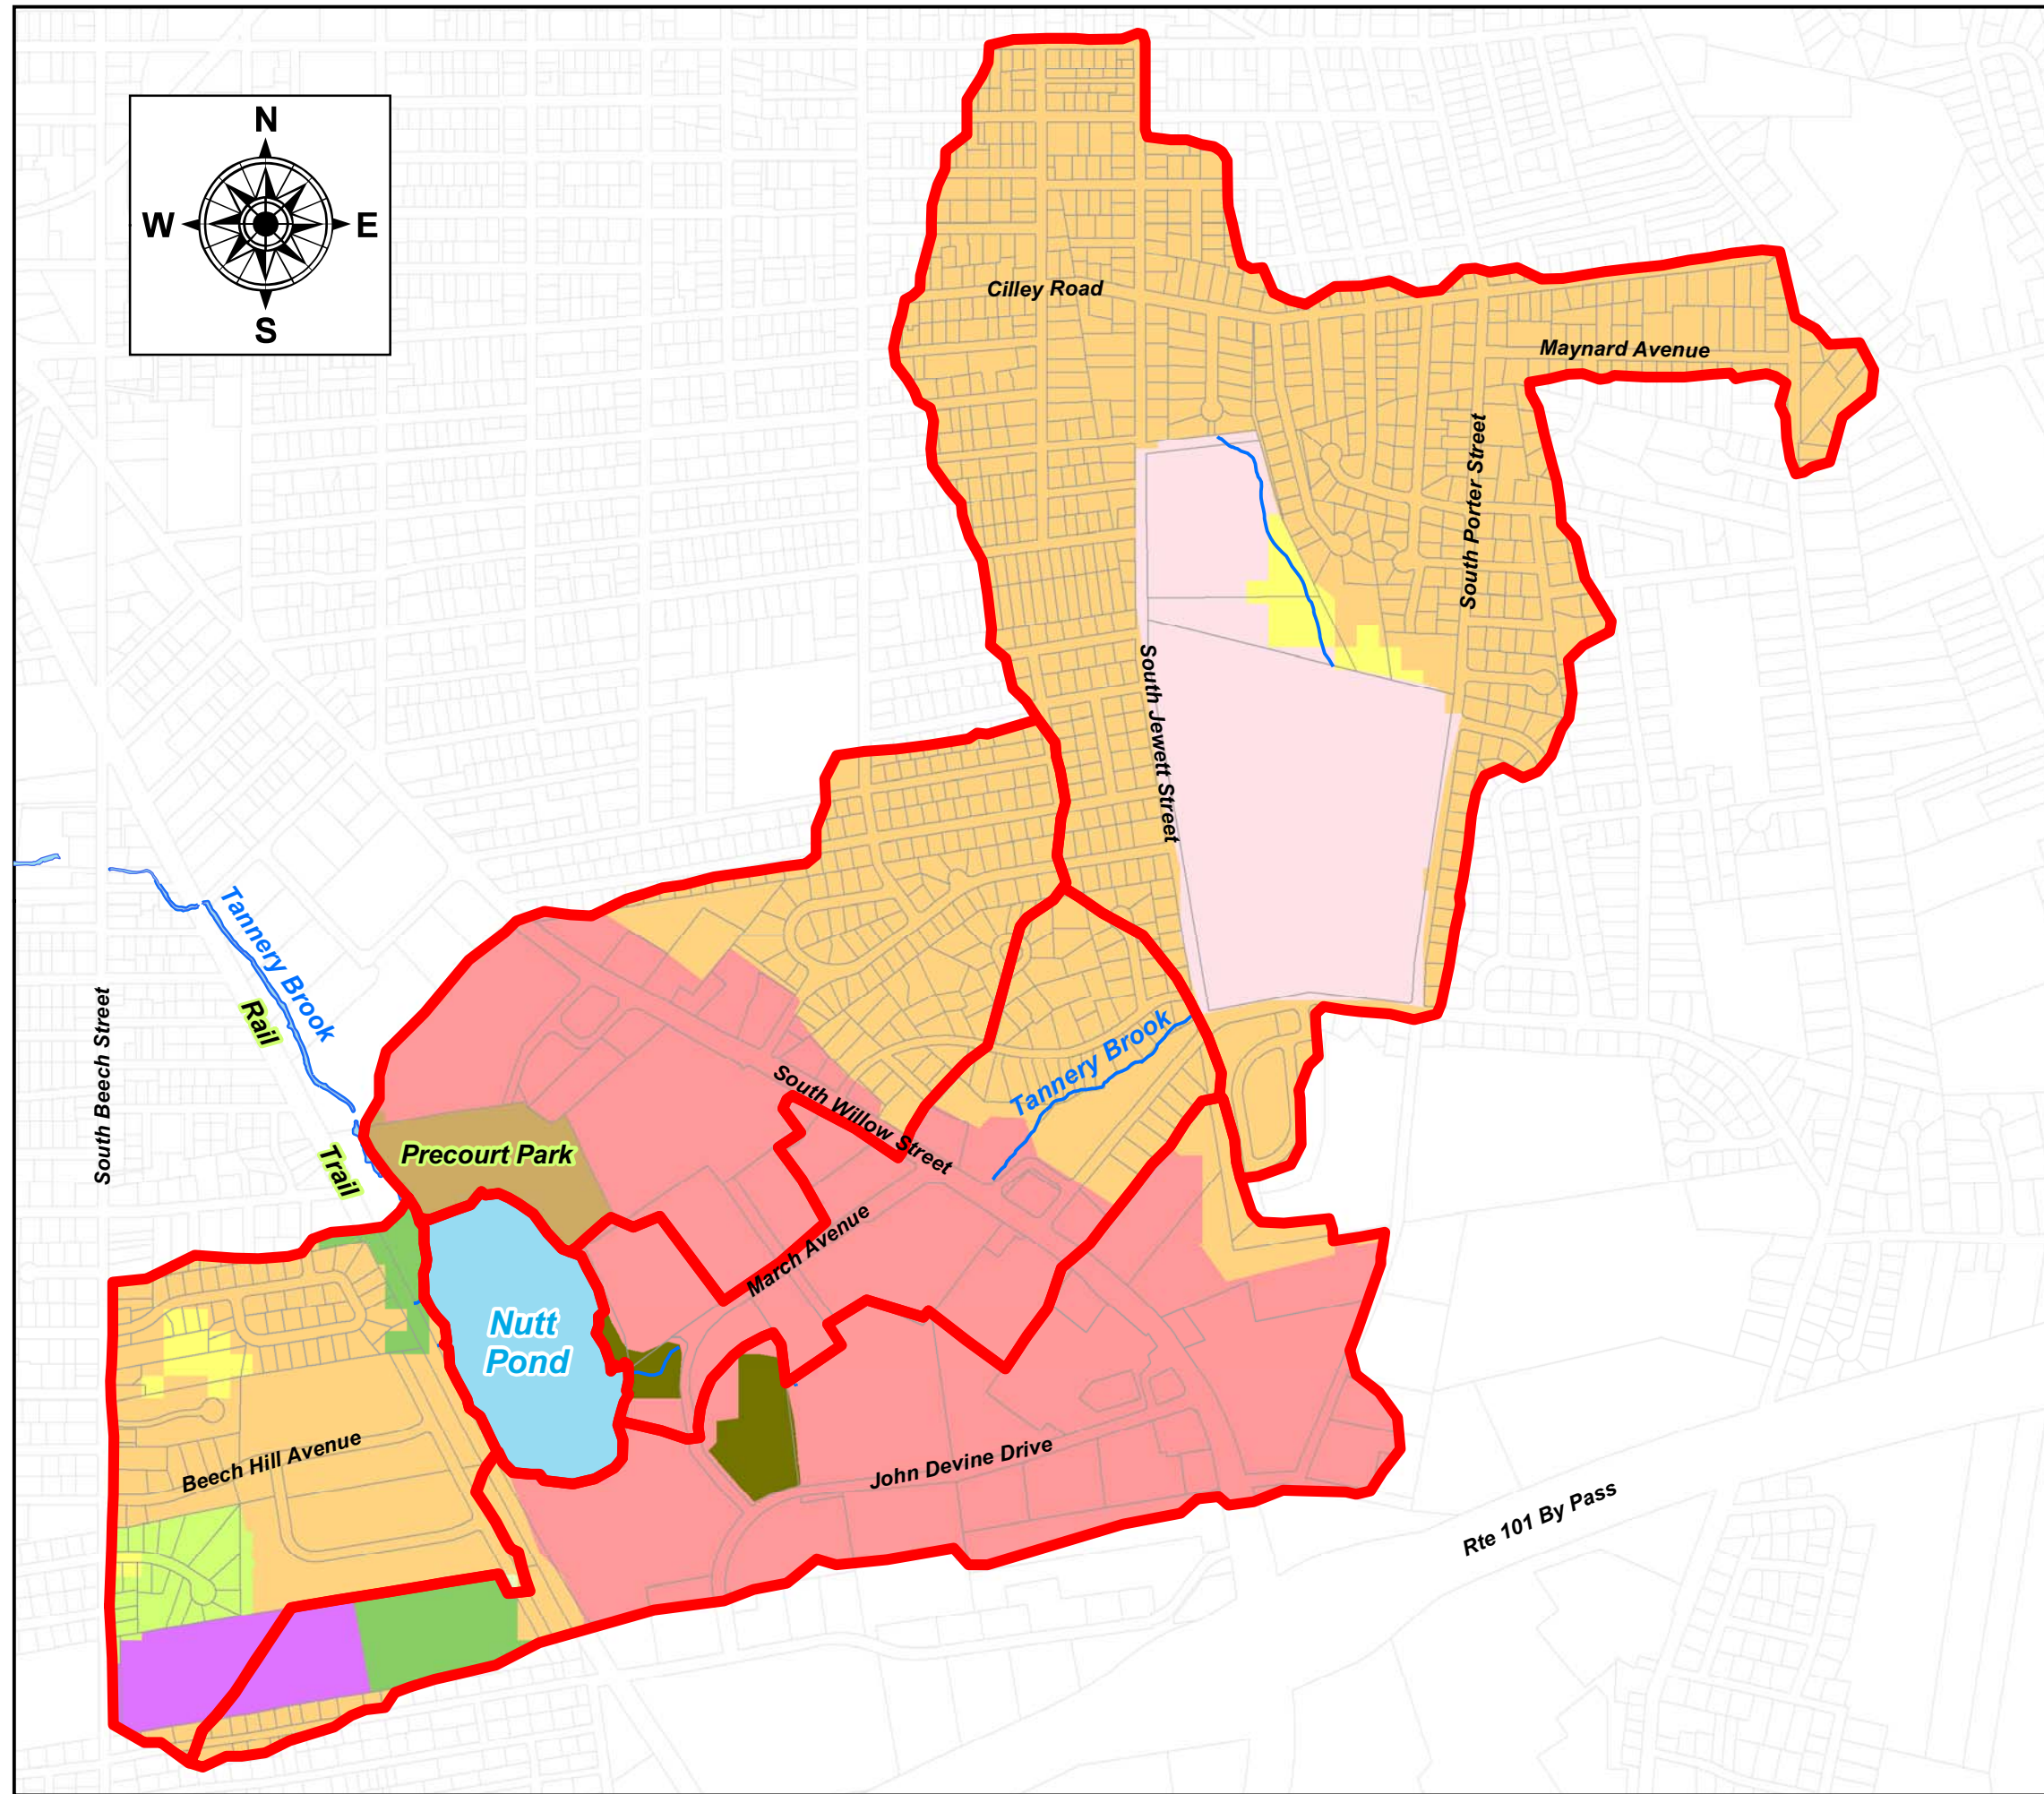 N
W
E
S
Cilley Road
Maynard Avenue
South Porter Street
South Jewett Street
Tannery Brook
Rail
Trail
South Beech Street
Tannery Brook
South Willow Street
Precourt Park
March Avenue
Nutt
Pond
Beech Hill Avenue
John Devine Drive
Rte 101 By Pass